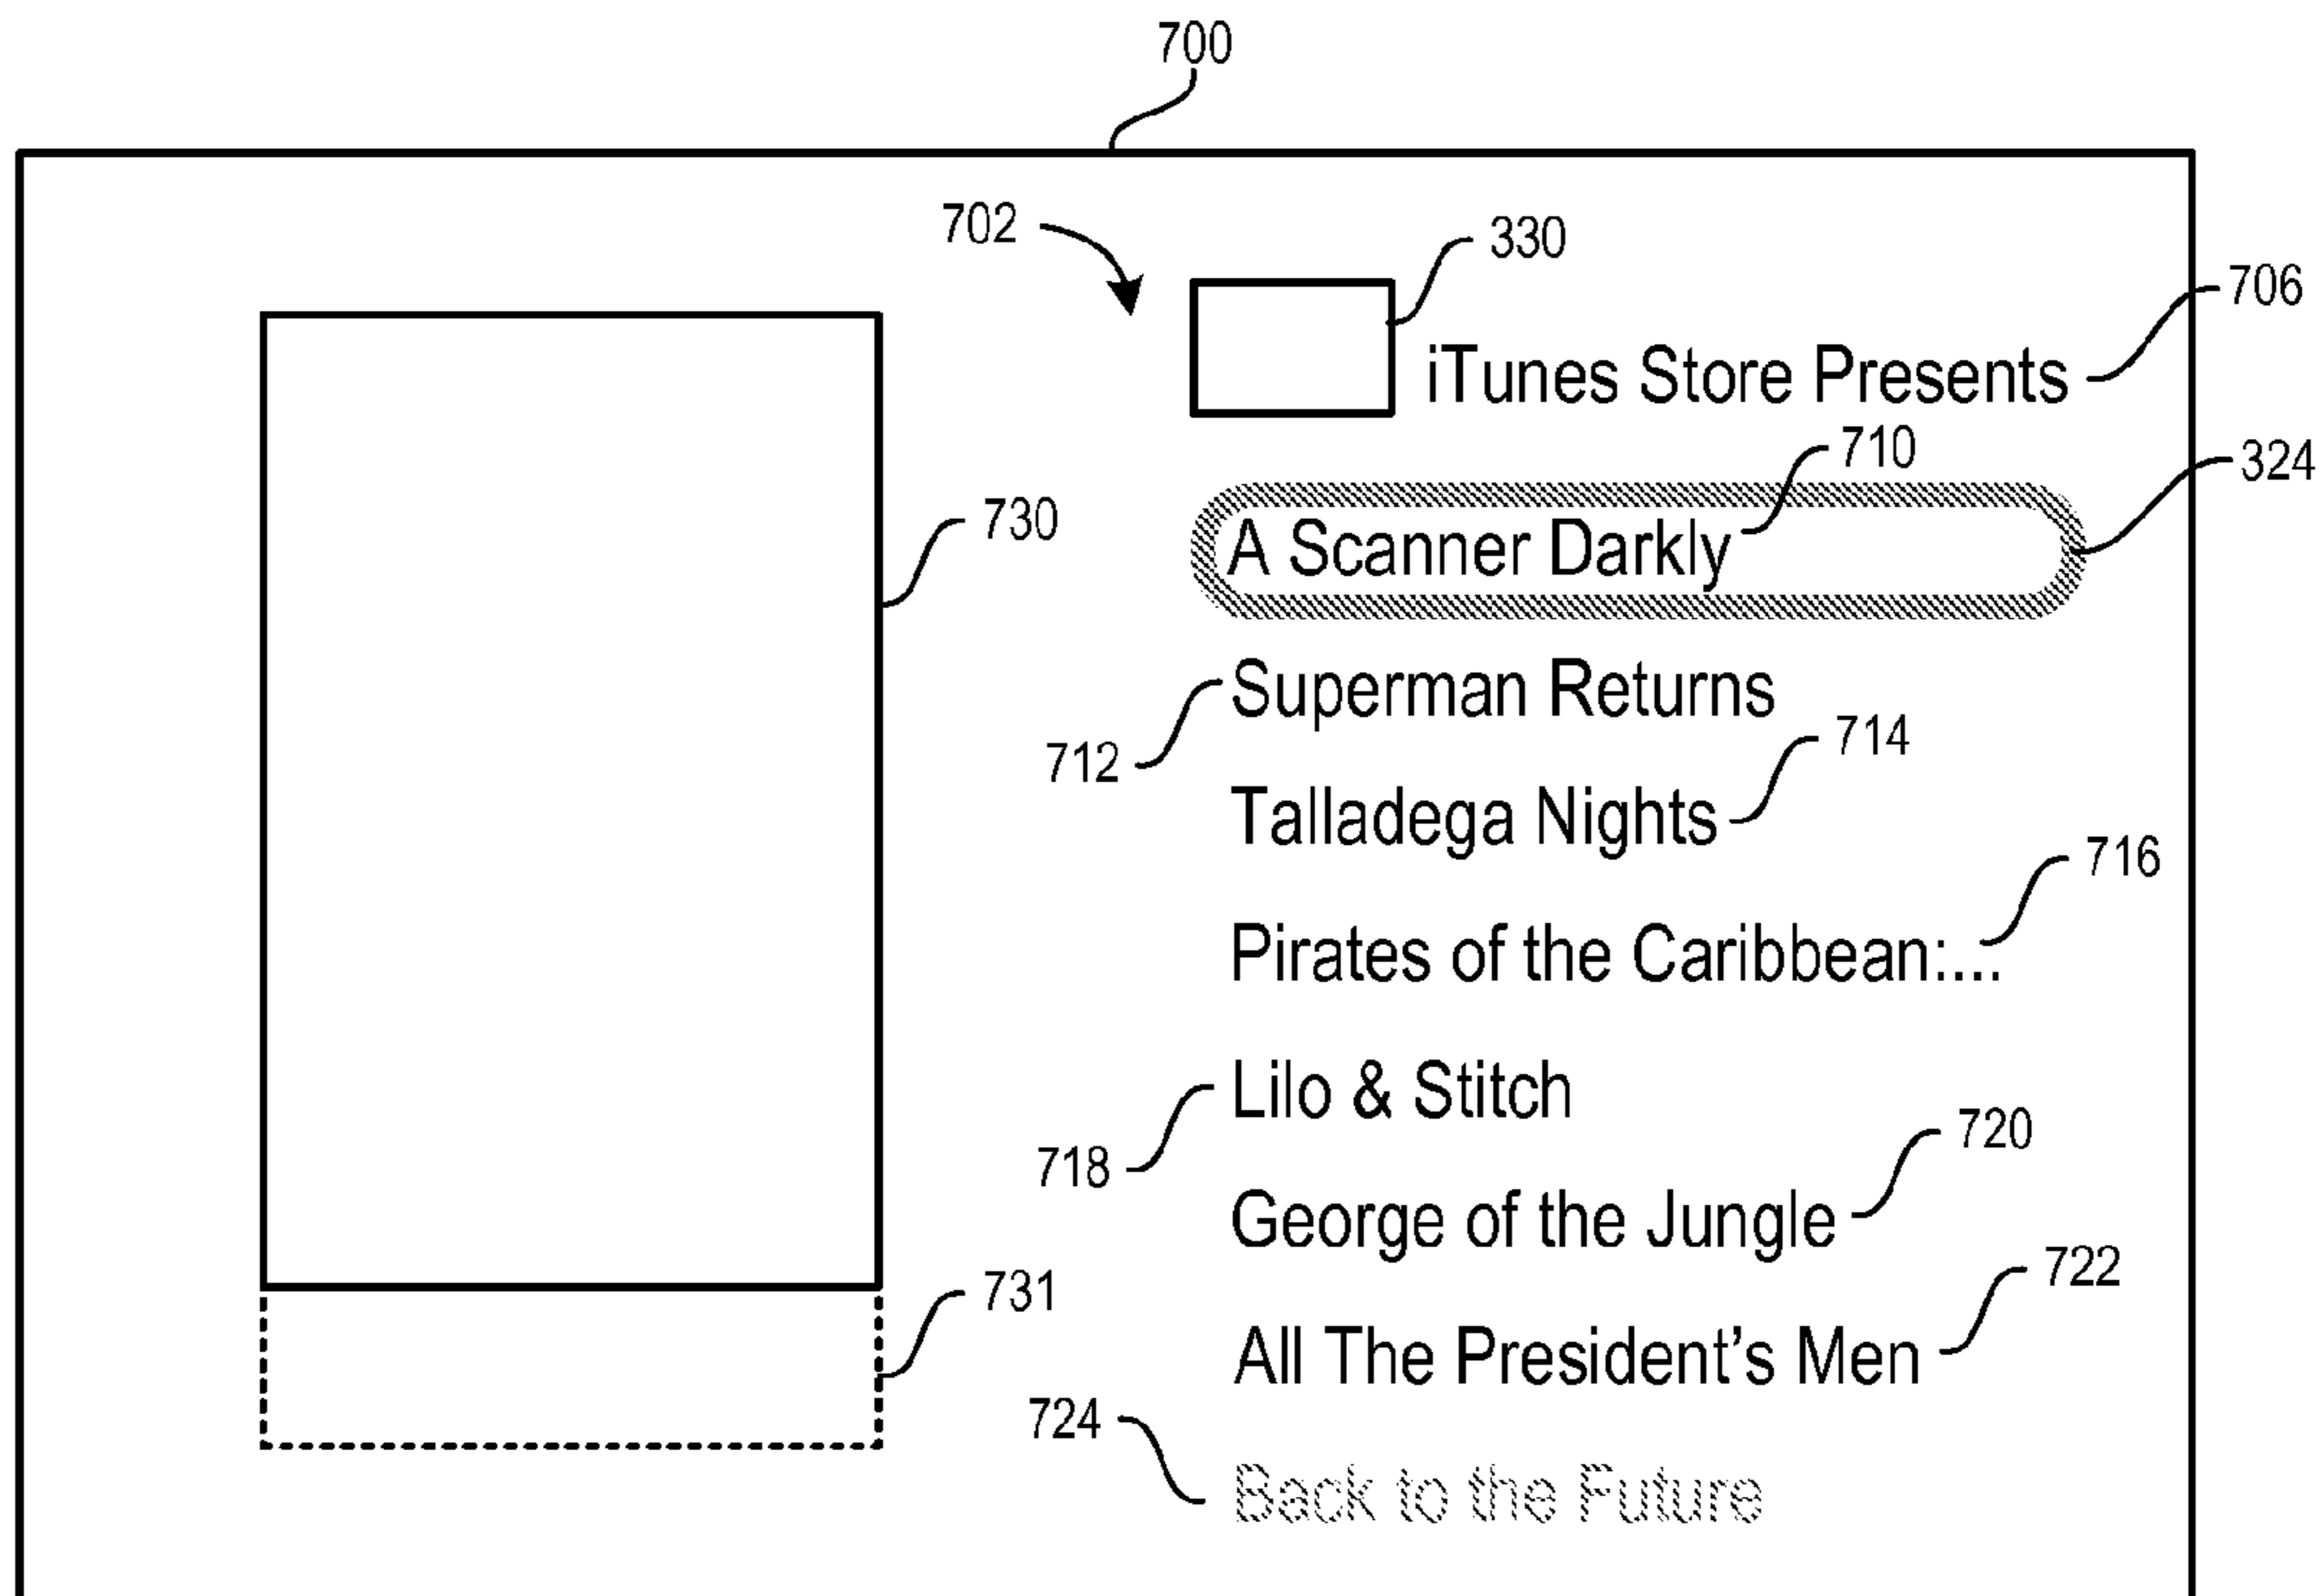 700
702
330
706
iTunes Store Presents
710
324
A Scanner Darkly
730
Superman Returns
712
714
Talladega Nights
716
Pirates of the Caribbean:...
Lilo & Stitch
718
720
George of the Jungle
722
731
All The President's Men
724
Back to the Future